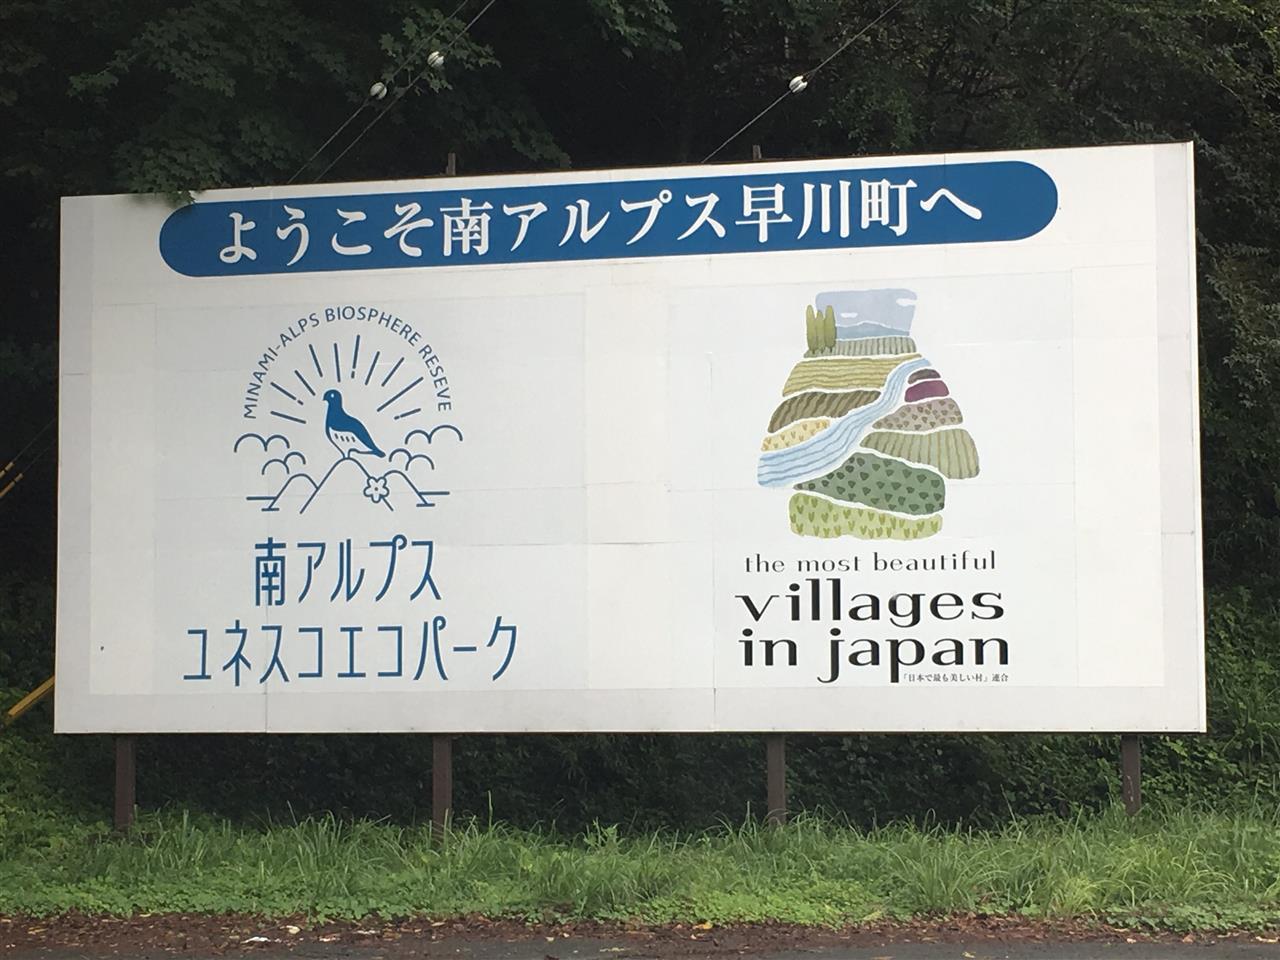 ようこそ南アルプス早川町へ
MINAMI-ALPS BIOSPHERE RESEVE
南アルプス
ユネスコエコパーク
the most beautiful
villages
in japan
「日本で最も美しい村」連合